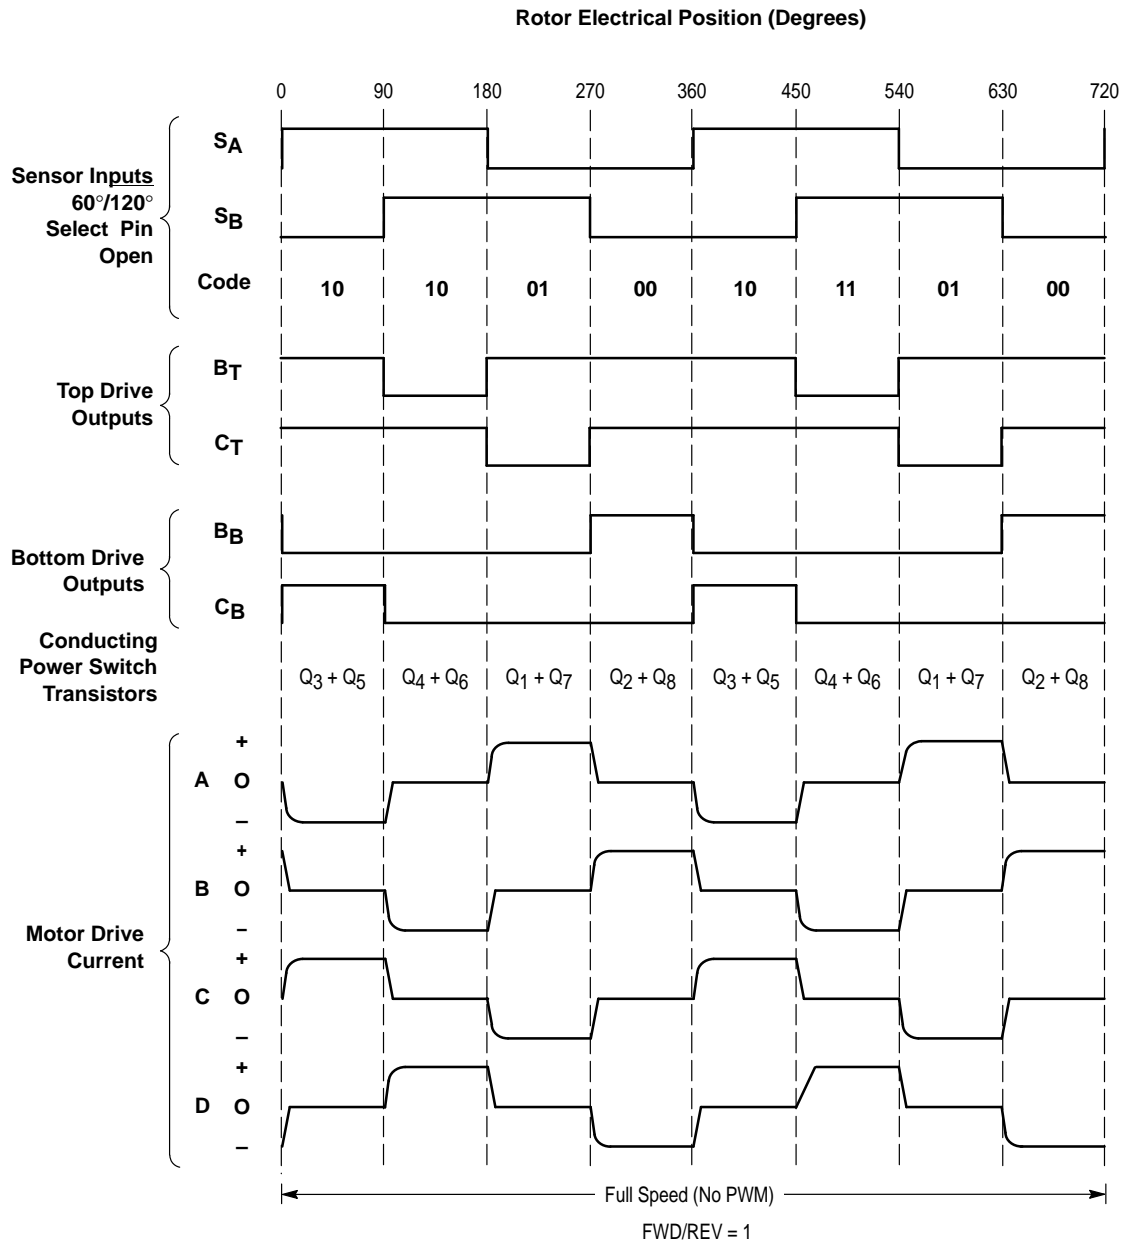 Rotor Electrical Position (Degrees)
0 90 180 270 360 450 540 630 720
Sensor Inputs
60°/120°
Select Pin
Open
SA
SB
Code
10 10 01 00 10 11 01 00
Top Drive
Outputs
BT
CT
Bottom Drive
Outputs
BB
CB
Conducting
Power Switch
Transistors
Q3 + Q5 Q4 + Q6 Q1 + Q7 Q2 + Q8 Q3 + Q5 Q4 + Q6 Q1 + Q7 Q2 + Q8
Motor Drive
Current
+
A O
–
+
B O
–
+
C O
–
+
D O
–
Full Speed (No PWM)
FWD/REV = 1